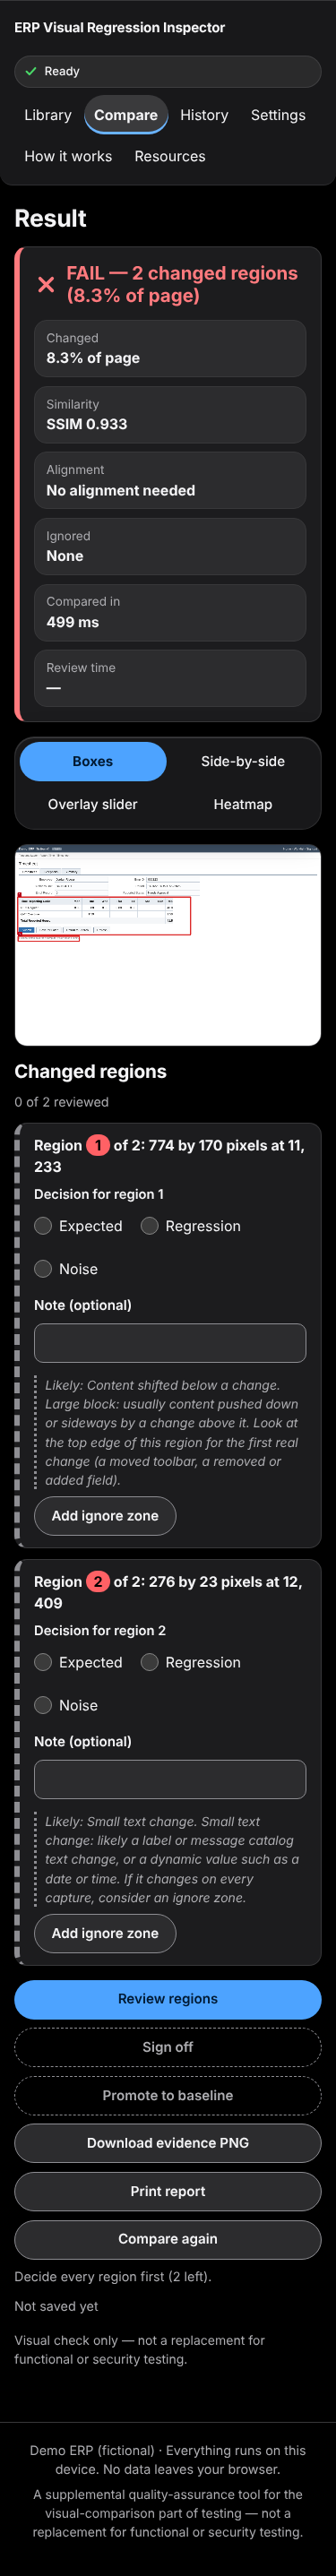 ERP Visual Regression Inspector
Ready
Library Compare History Settings
How it works Resources
Result
FAIL — 2 changed regions
(8.3% of page)
Changed
8.3% of page
Similarity
SSIM 0.933
Alignment
No alignment needed
Ignored
None
Compared in
499 ms
Review time
—
Boxes Side-by-side
Overlay slider Heatmap
Changed regions
0 of 2 reviewed
Region 1 of 2: 774 by 170 pixels at 11,
233
Decision for region 1
Expected Regression
Noise
Note (optional)
Likely: Content shifted below a change.
Large block: usually content pushed down
or sideways by a change above it. Look at
the top edge of this region for the first real
change (a moved toolbar, a removed or
added field).
Add ignore zone
Region 2 of 2: 276 by 23 pixels at 12,
409
Decision for region 2
Expected Regression
Noise
Note (optional)
Likely: Small text change. Small text
change: likely a label or message catalog
text change, or a dynamic value such as a
date or time. If it changes on every
capture, consider an ignore zone.
Add ignore zone
Review regions
Sign off
Promote to baseline
Download evidence PNG
Print report
Compare again
Decide every region first (2 left).
Not saved yet
Visual check only — not a replacement for
functional or security testing.
Demo ERP (fictional) · Everything runs on this
device. No data leaves your browser.
A supplemental quality-assurance tool for the
visual-comparison part of testing — not a
replacement for functional or security testing.